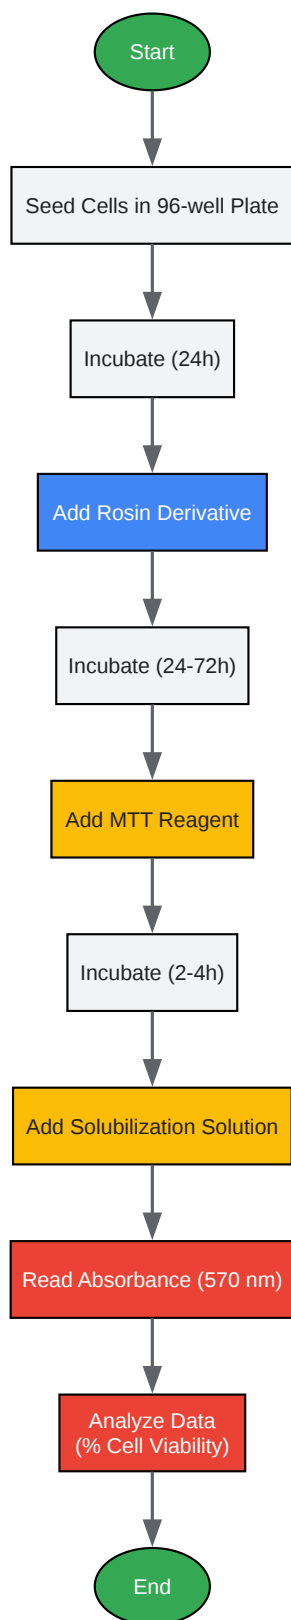 Start
Seed Cells in 96-well Plate
Incubate (24h)
Add Rosin Derivative
Incubate (24-72h)
Add MTT Reagent
Incubate (2-4h)
Add Solubilization Solution
Read Absorbance (570 nm)
Analyze Data
(% Cell Viability)
End